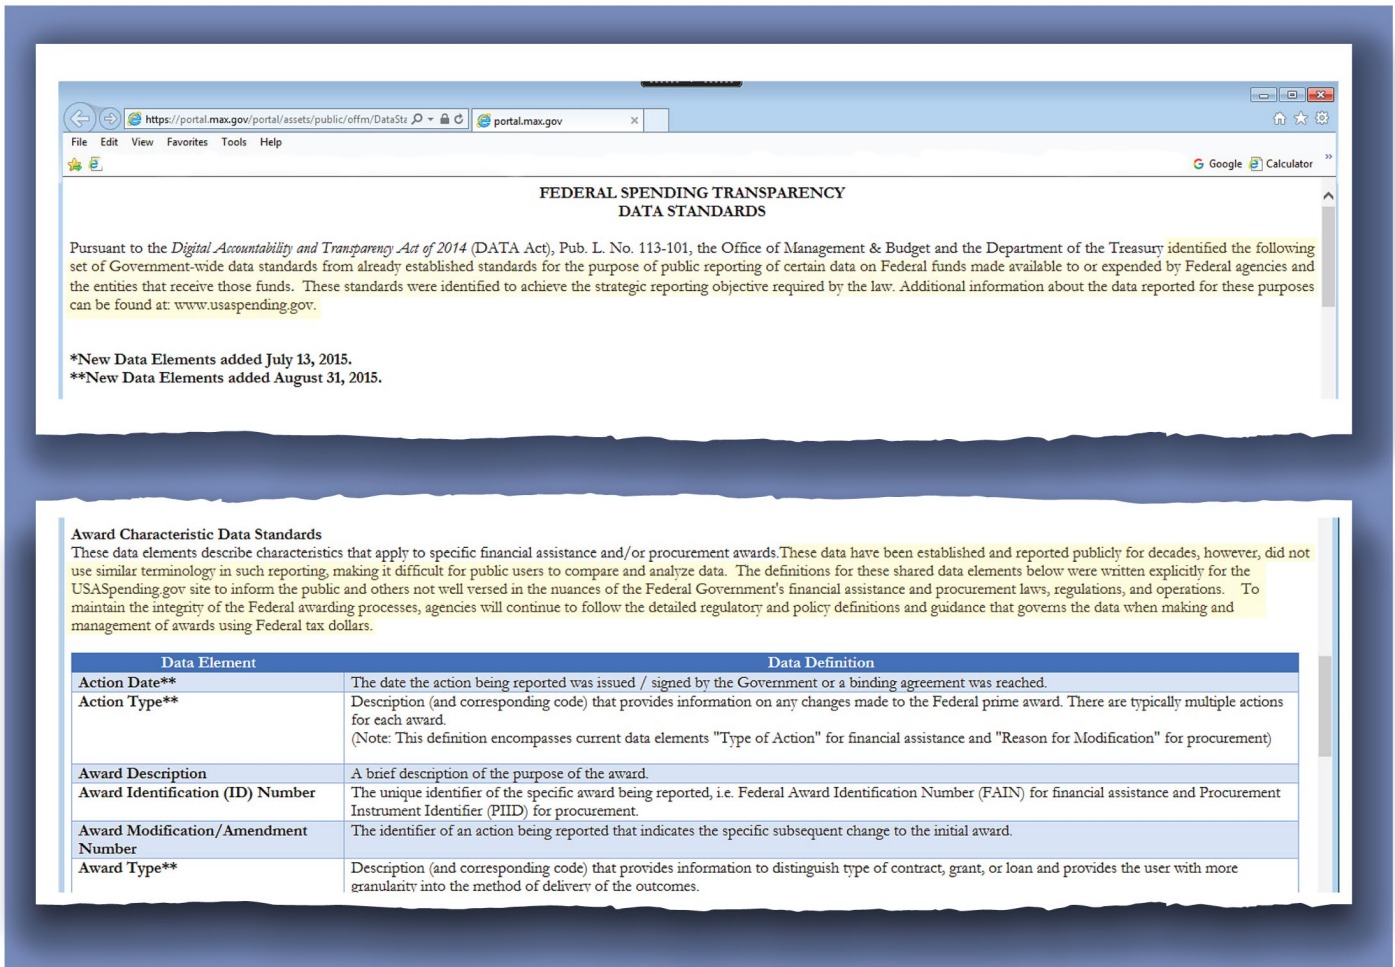 https://portal.max.gov/portal/assets/public/offm/DataSta
portal.max.gov
File Edit View Favorites Tools Help
Google Calculator
FEDERAL SPENDING TRANSPARENCY
DATA STANDARDS
Pursuant to the Digital Accountability and Transparency Act of 2014 (DATA Act), Pub. L. No. 113-101, the Office of Management & Budget and the Department of the Treasury identified the following
set of Government-wide data standards from already established standards for the purpose of public reporting of certain data on Federal funds made available to or expended by Federal agencies and
the entities that receive those funds. These standards were identified to achieve the strategic reporting objective required by the law. Additional information about the data reported for these purposes
can be found at: www.usaspending.gov.
*New Data Elements added July 13, 2015.
**New Data Elements added August 31, 2015.
Award Characteristic Data Standards
These data elements describe characteristics that apply to specific financial assistance and/or procurement awards.These data have been established and reported publicly for decades, however, did not
use similar terminology in such reporting, making it difficult for public users to compare and analyze data. The definitions for these shared data elements below were written explicitly for the
USASpending.gov site to inform the public and others not well versed in the nuances of the Federal Government's financial assistance and procurement laws, regulations, and operations. To
maintain the integrity of the Federal awarding processes, agencies will continue to follow the detailed regulatory and policy definitions and guidance that governs the data when making and
management of awards using Federal tax dollars.
Data Element Data Definition
Action Date** The date the action being reported was issued / signed by the Government or a binding agreement was reached.
Action Type** Description (and corresponding code) that provides information on any changes made to the Federal prime award. There are typically multiple actions
for each award.
(Note: This definition encompasses current data elements "Type of Action" for financial assistance and "Reason for Modification" for procurement)
Award Description A brief description of the purpose of the award.
Award Identification (ID) Number The unique identifier of the specific award being reported, i.e. Federal Award Identification Number (FAIN) for financial assistance and Procurement
Instrument Identifier (PIID) for procurement.
Award Modification/Amendment The identifier of an action being reported that indicates the specific subsequent change to the initial award.
Number
Award Type** Description (and corresponding code) that provides information to distinguish type of contract, grant, or loan and provides the user with more
granularity into the method of delivery of the outcomes.